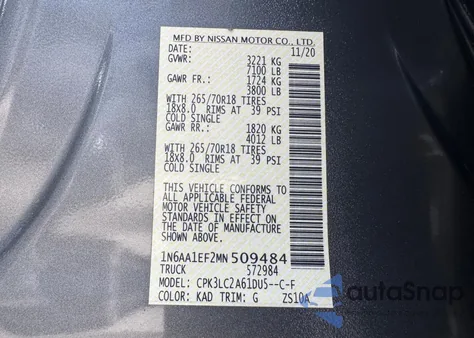 MFD BY NISSAN MOTOR CO., LTD.
DATE: 11/20
GVWR: 3221 KG
7100 LB
GAWR FR.: 1724 KG
3800 LB
WITH 265/70R18 TIRES
18X8.0 RIMS AT 39 PSI
COLD SINGLE
GAWR RR.: 1820 KG
4012 LB
WITH 265/70R18 TIRES
18X8.0 RIMS AT 39 PSI
COLD SINGLE
THIS VEHICLE CONFORMS TO
ALL APPLICABLE FEDERAL
MOTOR VEHICLE SAFETY
STANDARDS IN EFFECT ON
THE DATE OF MANUFACTURE
SHOWN ABOVE.
1N6AA1EF2MN509484
TRUCK 572984
MODEL: CPK3LC2A61DU5--C-F
COLOR: KAD TRIM: G ZS10A
autoSnap